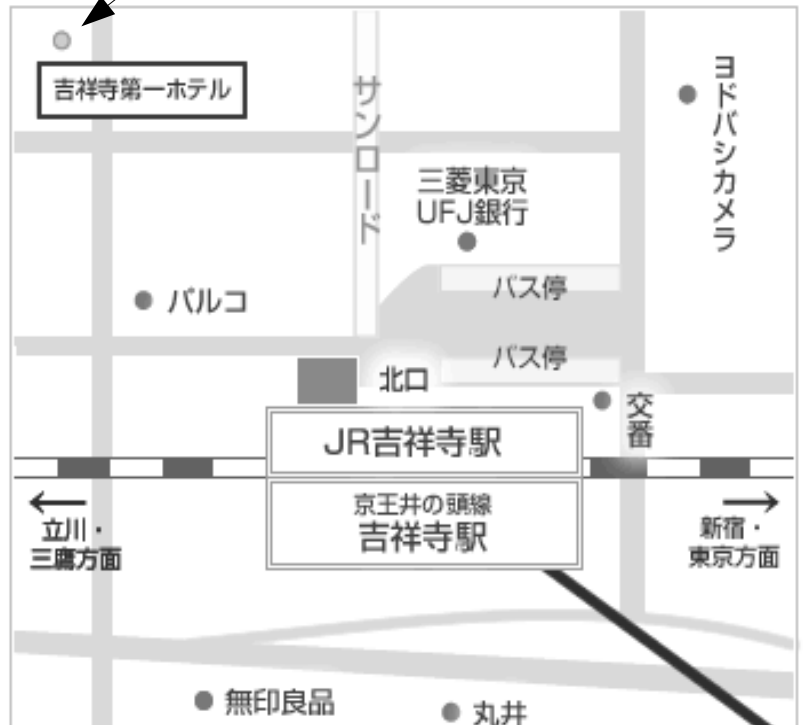 吉祥寺第一ホテル
サンロード
ヨドバシカメラ
三菱東京
UFJ銀行
パルコ
バス停
バス停
北口
交番
JR吉祥寺駅
京王井の頭線
吉祥寺駅
立川・
三鷹方面
新宿・
東京方面
無印良品
丸井